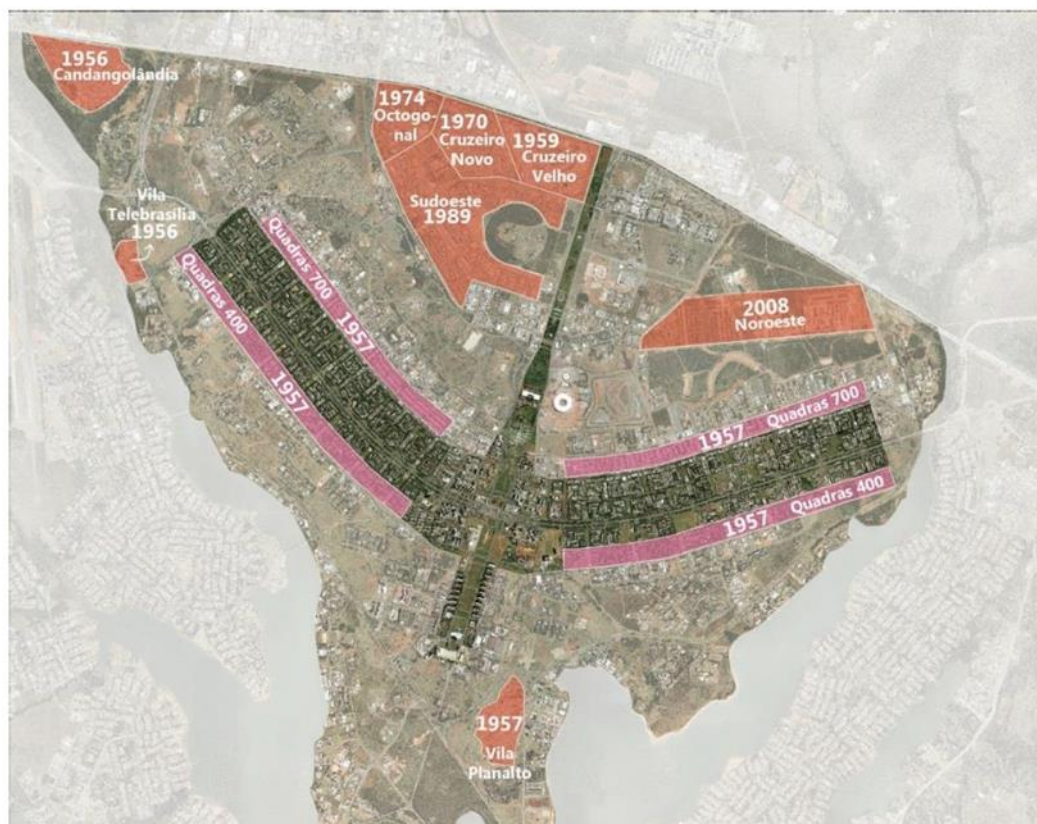 1956
Candangolândia
1974
Octogo-
nal
1970
Cruzeiro
Novo
1959
Cruzeiro
Velho
Vila
Telebrasília
1956
Sudoeste
1989
Quadras 700 1957
Quadras 400 1957
2008
Noroeste
1957 Quadras 700
1957 Quadras 400
1957
Vila
Planalto